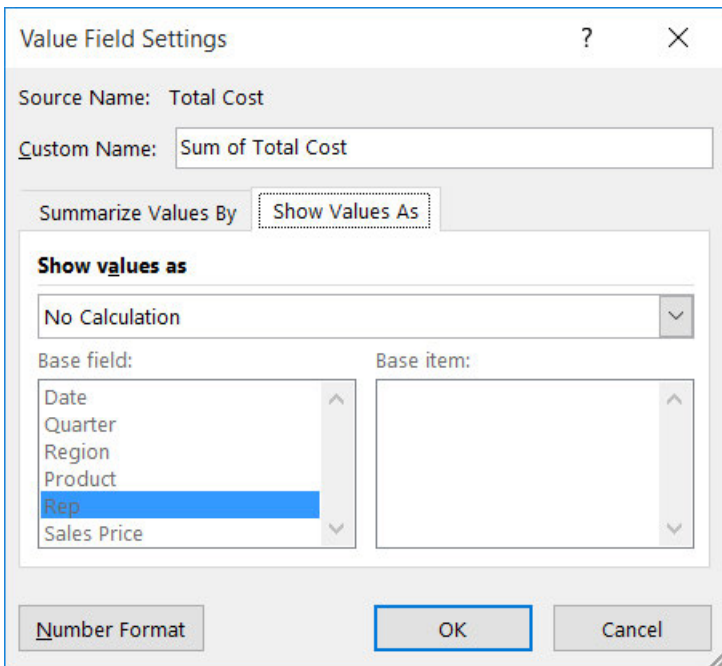 Value Field Settings ?
Source Name: Total Cost
Custom Name: Sum of Total Cost
Summarize Values By Show Values As
Show values as
No Calculation
Base field: Base item:
Date
Quarter
Region
Product
Rep
Sales Price
Number Format OK Cancel